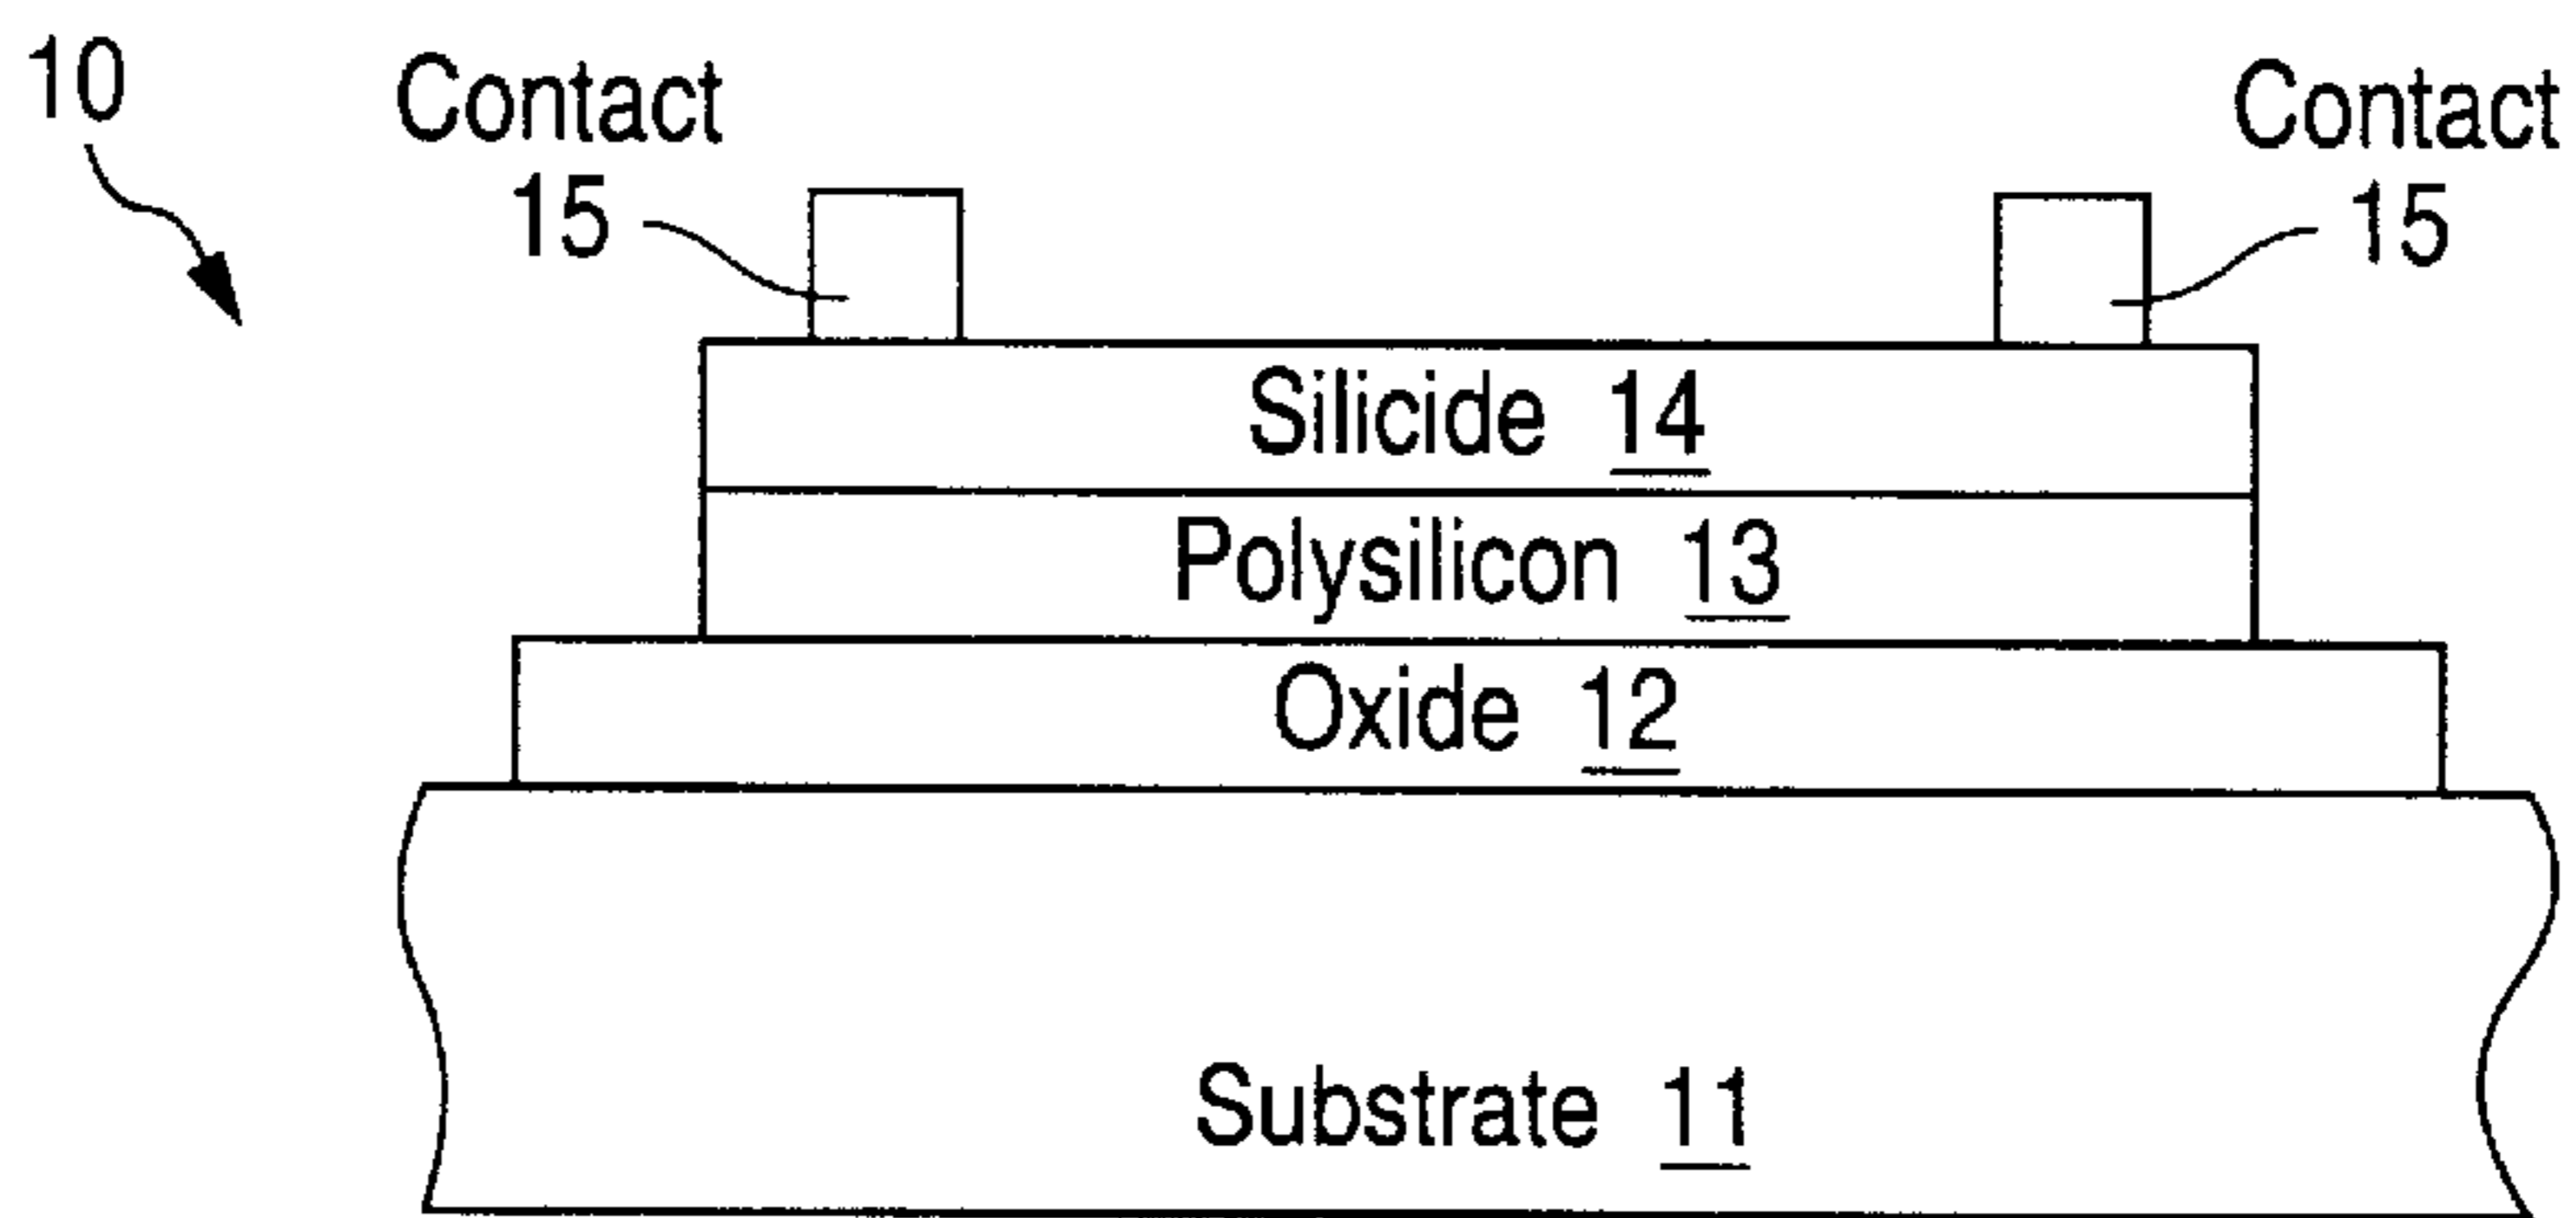 10
Contact
15
Contact
15
Silicide 14
Polysilicon 13
Oxide 12
Substrate 11